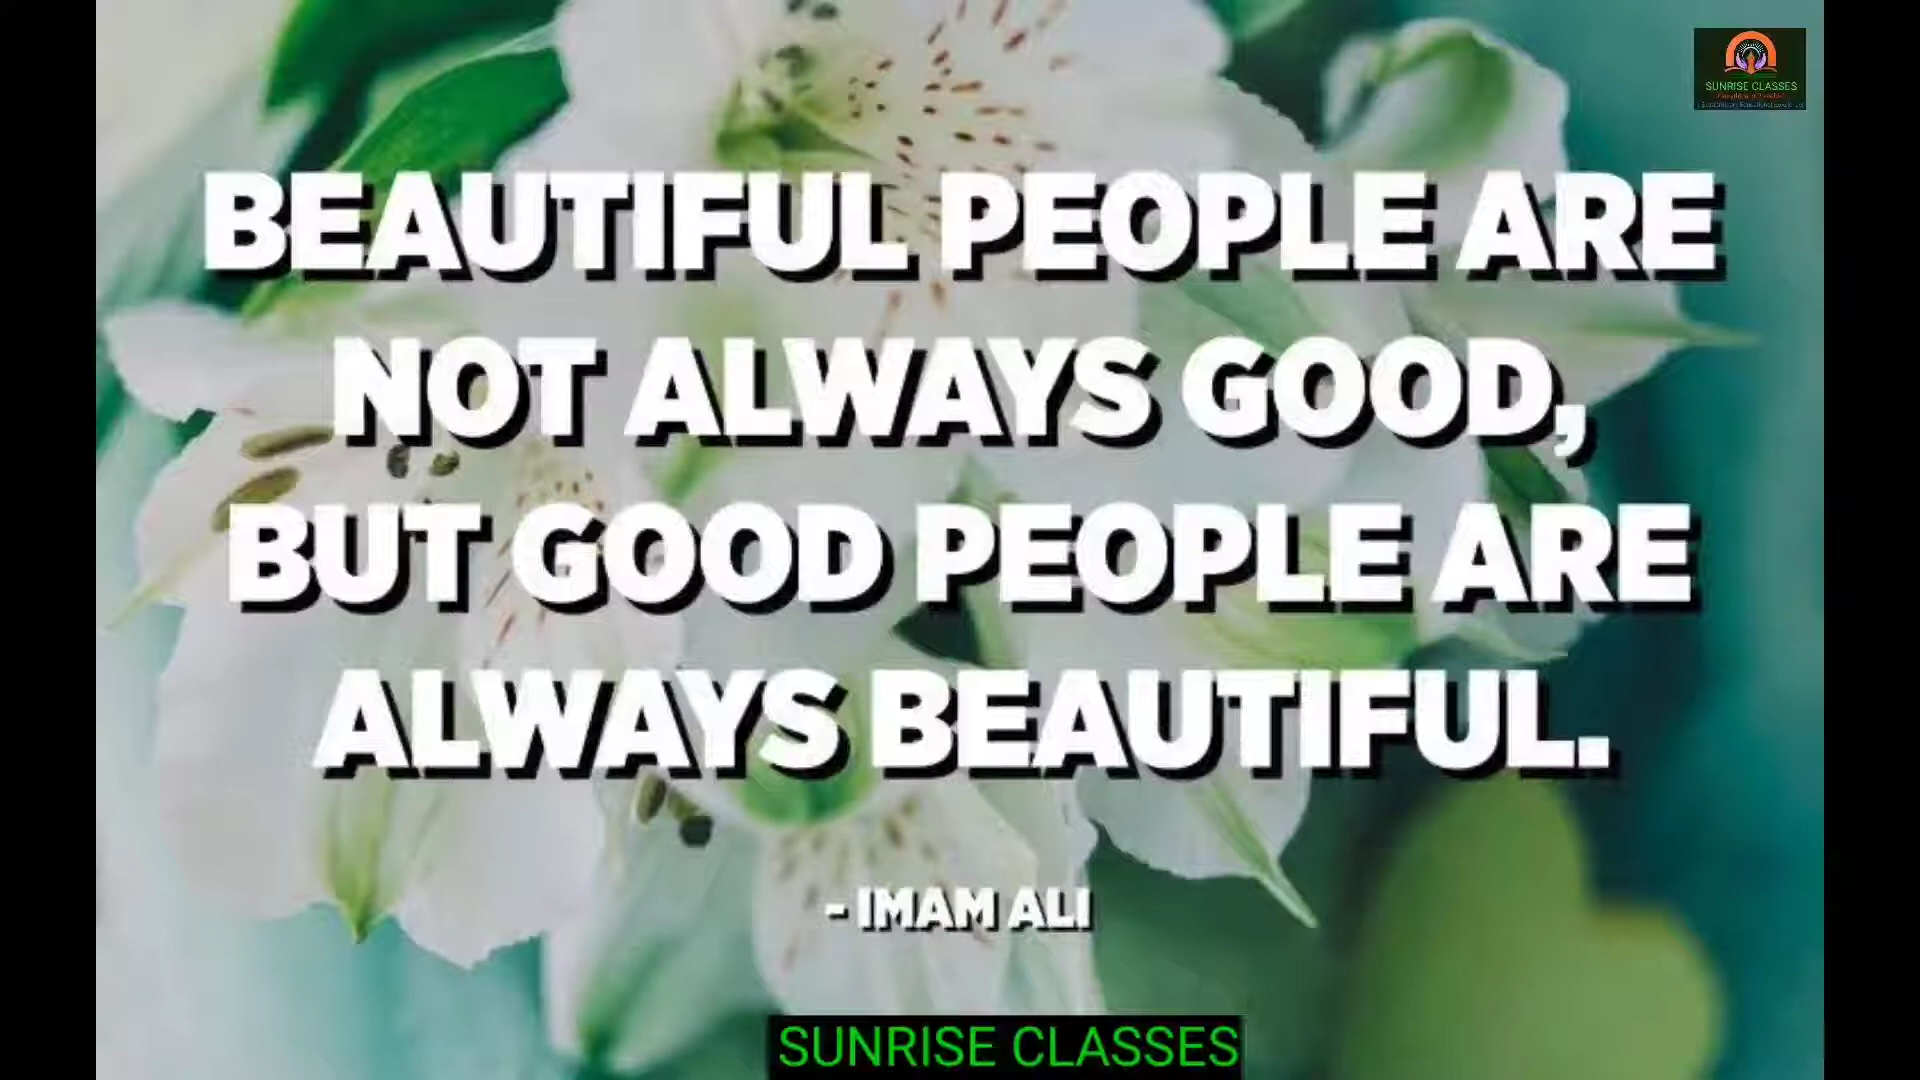 SUNRISE CLASSES
BEAUTIFUL PEOPLE ARE
NOT ALWAYS GOOD,
BUT GOOD PEOPLE ARE
ALWAYS BEAUTIFUL.
- IMAM ALI
SUNRISE CLASSES